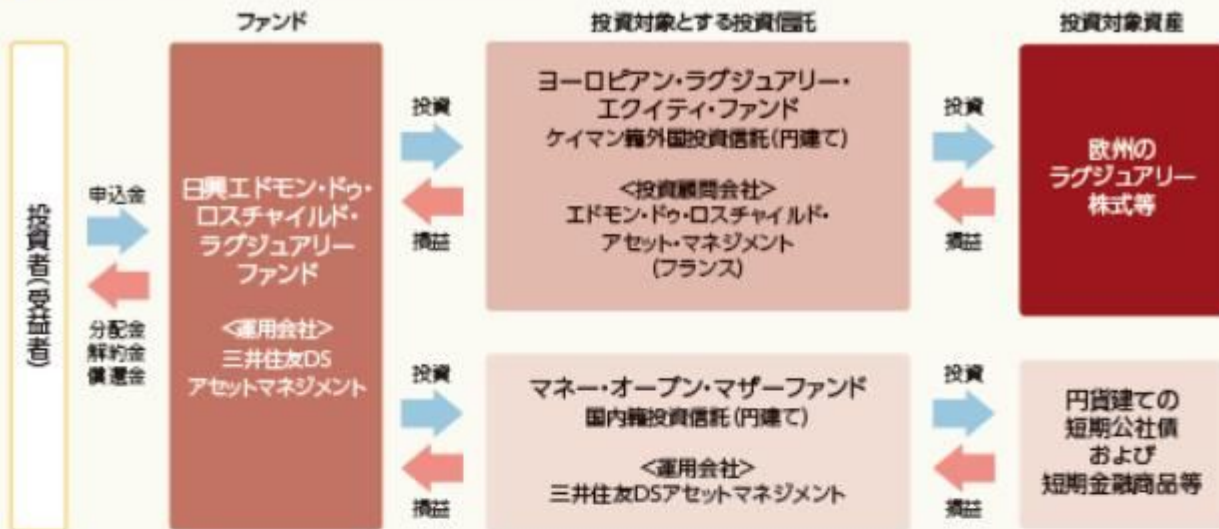 ファンド
投資対象とする投資信託
投資対象資産
投資者(受益者)
申込金
分配金
解約金
償還金
日興エドモン・ドゥ・
ロスチャイルド・
ラグジュアリー
ファンド
<運用会社>
三井住友DS
アセットマネジメント
投資
損益
ヨーロピアン・ラグジュアリー・
エクイティ・ファンド
ケイマン籍外国投資信託(円建て)
<投資顧問会社>
エドモン・ドゥ・ロスチャイルド・
アセット・マネジメント
(フランス)
投資
損益
欧州の
ラグジュアリー
株式等
投資
損益
マネー・オープン・マザーファンド
国内籍投資信託(円建て)
<運用会社>
三井住友DSアセットマネジメント
投資
損益
円貨建ての
短期公社債
および
短期金融商品等